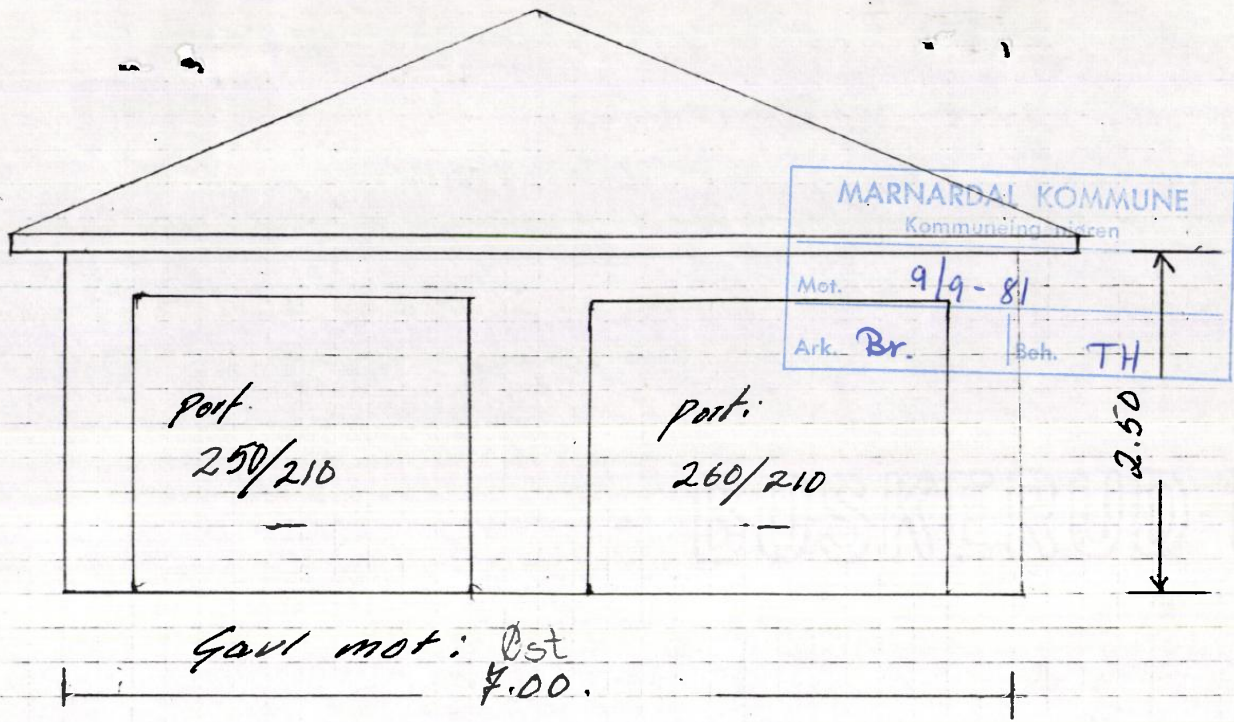 MARNARDAL KOMMUNE
Kommuneingeniøren
Mot. 9/9-81
Ark. Br. Beh. TH
port.
250/210
port:
260/210
2.50
Gavl mot: Øst
7.00.